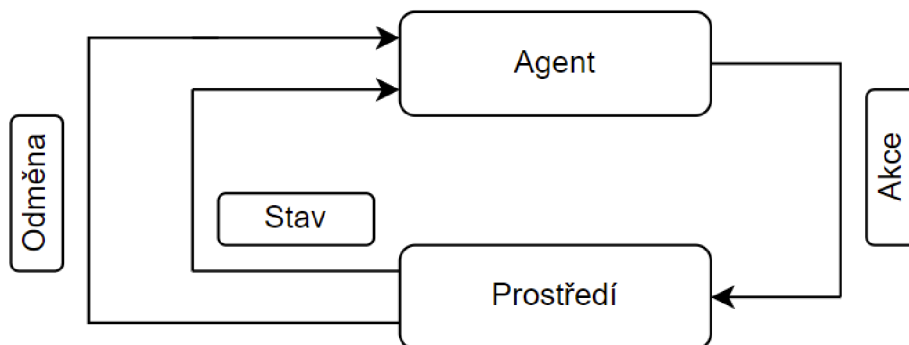 Agent
Odměna
Akce
Stav
Prostředí